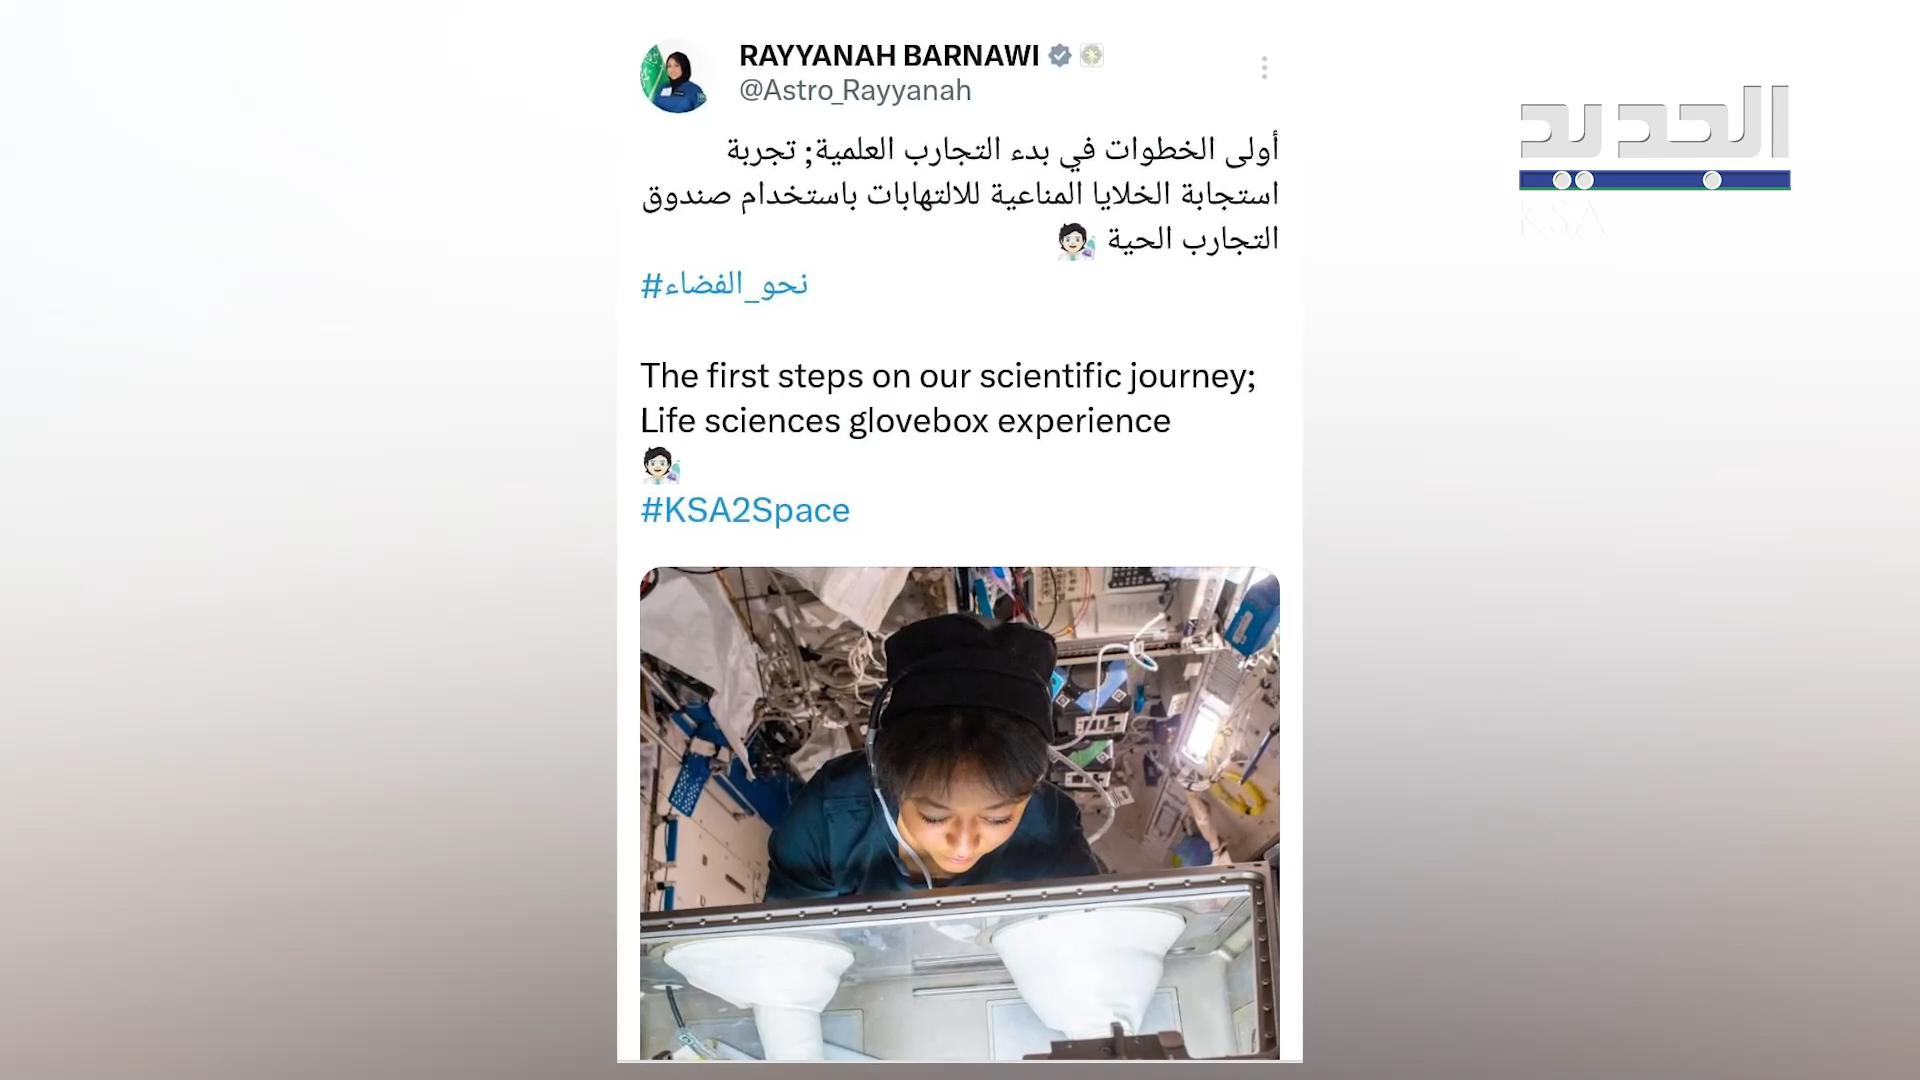 RAYYANAH BARNAWI
@Astro_Rayyanah
أولى الخطوات في بدء التجارب العلمية; تجربة
استجابة الخلايا المناعية للالتهابات باستخدام صندوق
التجارب الحية
#نحو_الفضاء
The first steps on our scientific journey;
Life sciences glovebox experience
#KSA2Space
الجديد
KSA